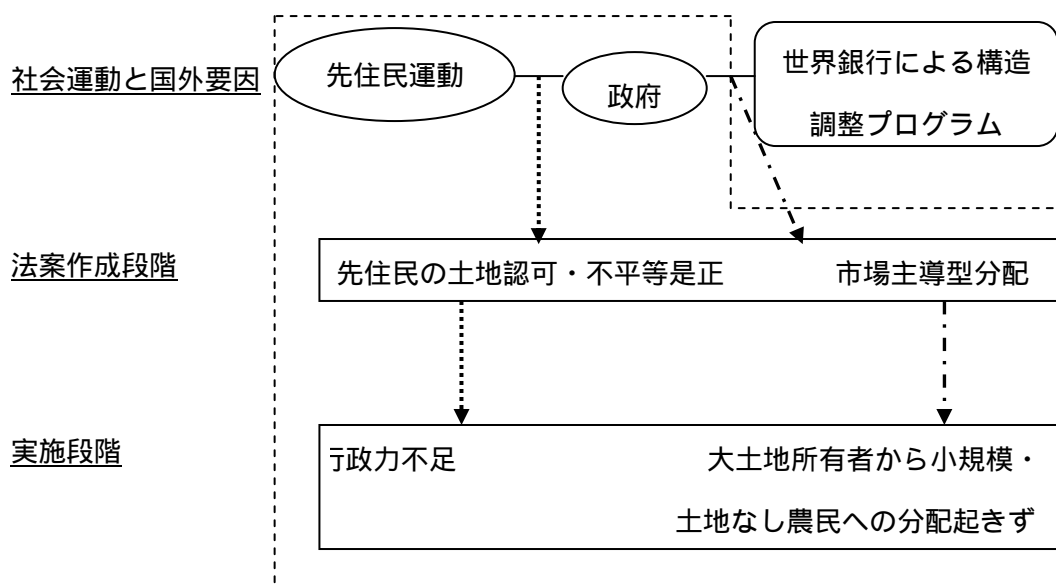 社会運動と国外要因
先住民運動
政府
世界銀行による構造
調整プログラム
法案作成段階
先住民の土地認可・不平等是正
市場主導型分配
実施段階
行政力不足
大土地所有者から小規模・
土地なし農民への分配起きず